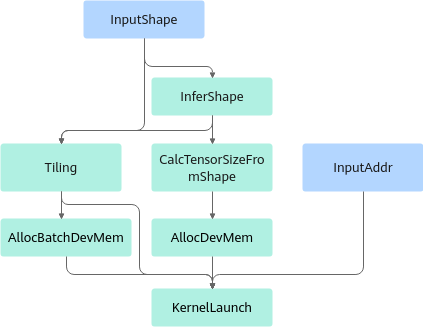 InputShape
InferShape
Tiling
CalcTensorSizeFro
mShape
InputAddr
AllocBatchDevMem
AllocDevMem
KernelLaunch